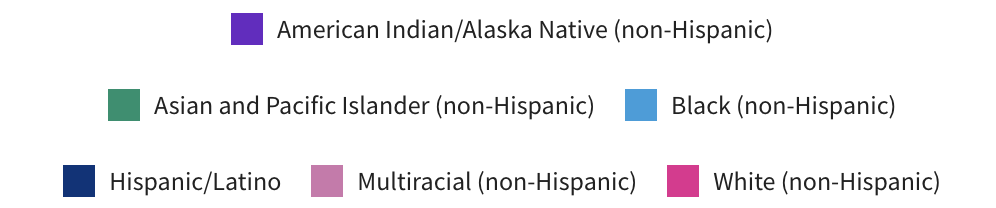 American Indian/Alaska Native (non-Hispanic)
Asian and Pacific Islander (non-Hispanic) Black (non-Hispanic)
Hispanic/Latino Multiracial (non-Hispanic) White (non-Hispanic)